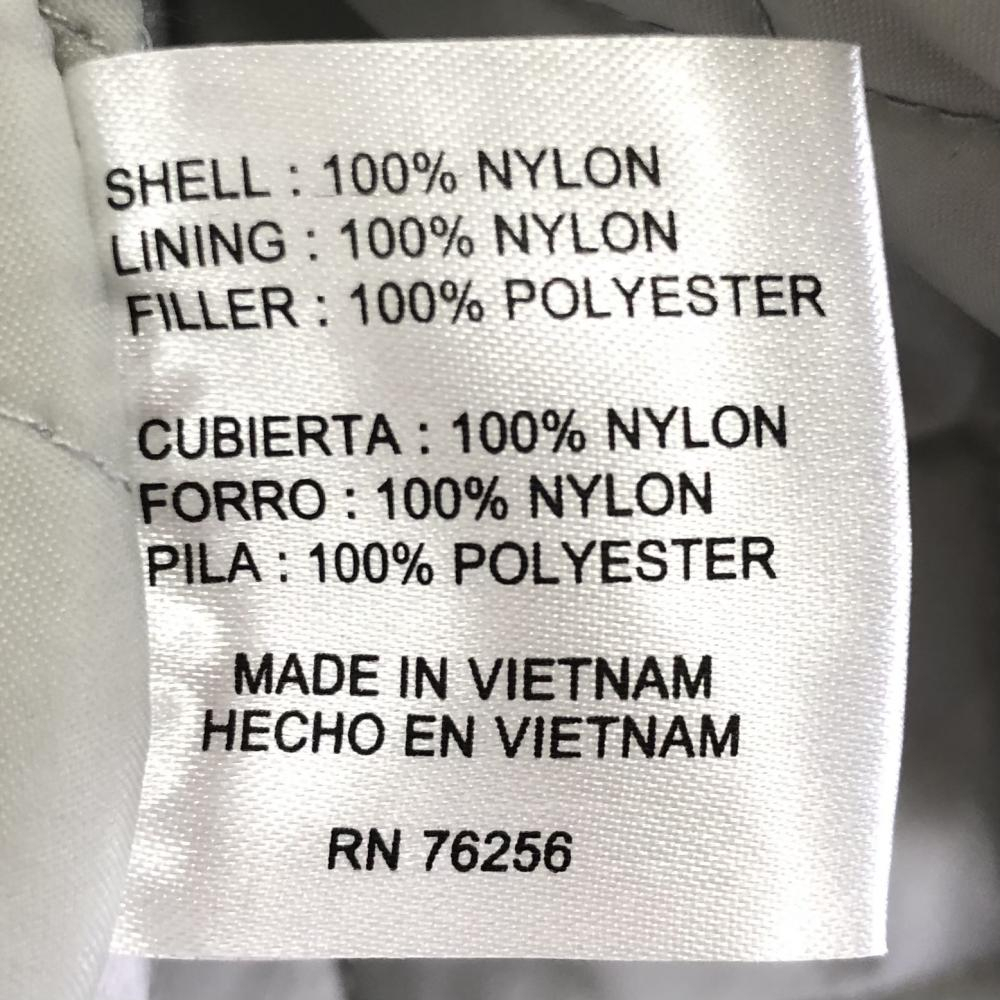 SHELL : 100% NYLON
LINING : 100% NYLON
FILLER : 100% POLYESTER
CUBIERTA : 100% NYLON
FORRO : 100% NYLON
PILA : 100% POLYESTER
MADE IN VIETNAM
HECHO EN VIETNAM
RN 76256